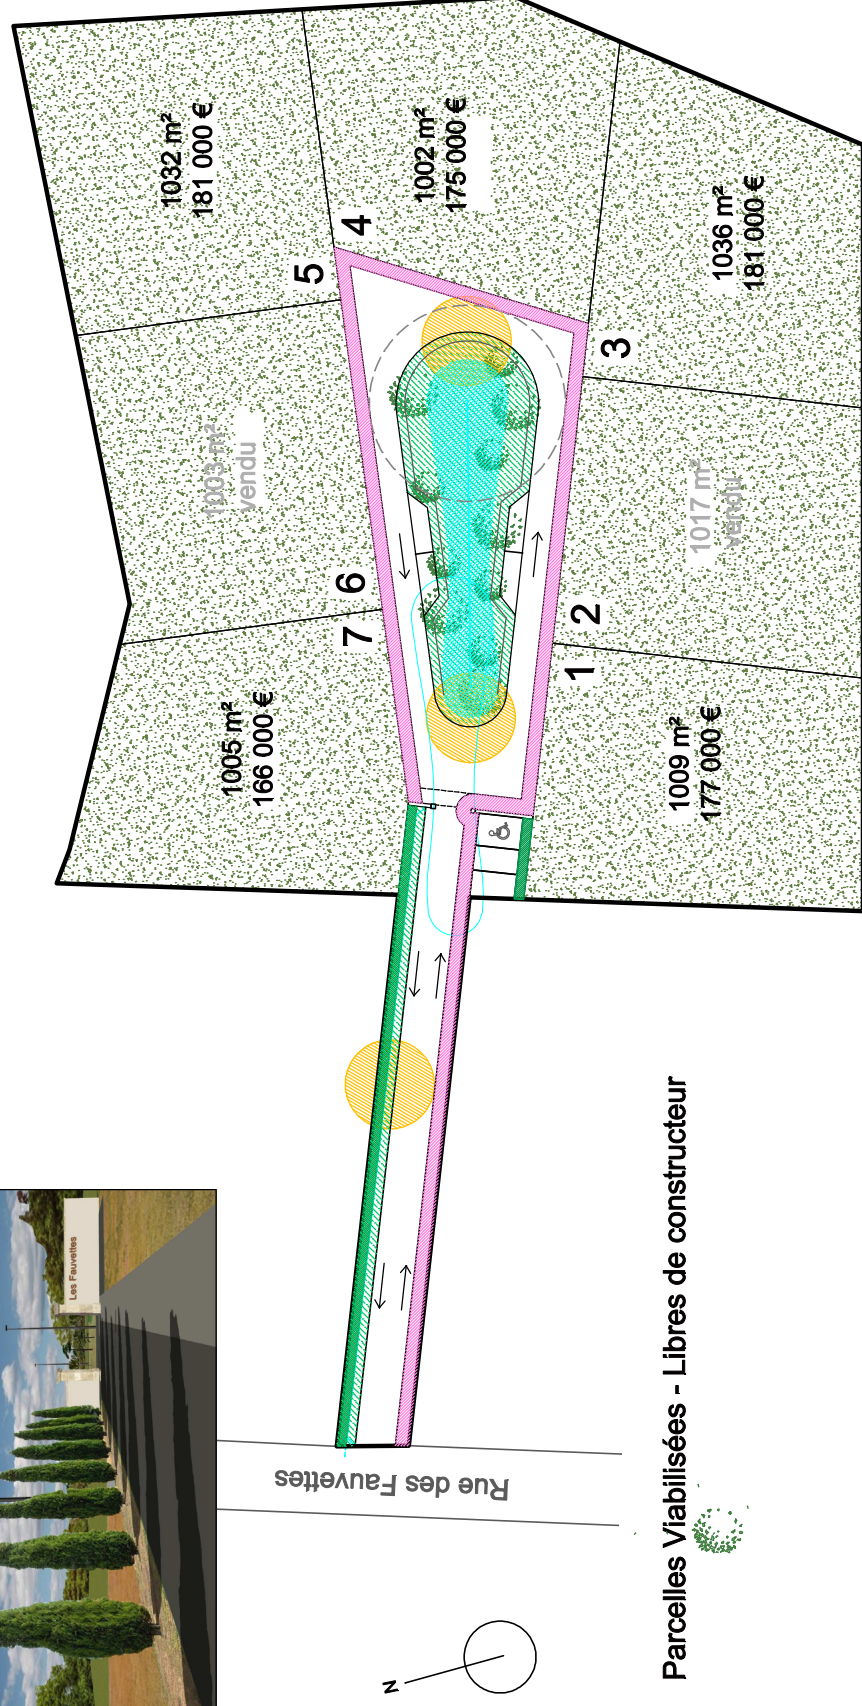 1032 m²
181 000 €
1002 m²
175 000 €
1036 m²
181 000 €
5
4
3
1003 m²
vendu
1017 m²
vendu
6
7
2
1
1005 m²
166 000 €
1009 m²
177 000 €
Les Fauvettes
Rue des Fauvettes
Parcelles Viabilisées - Libres de constructeur
N